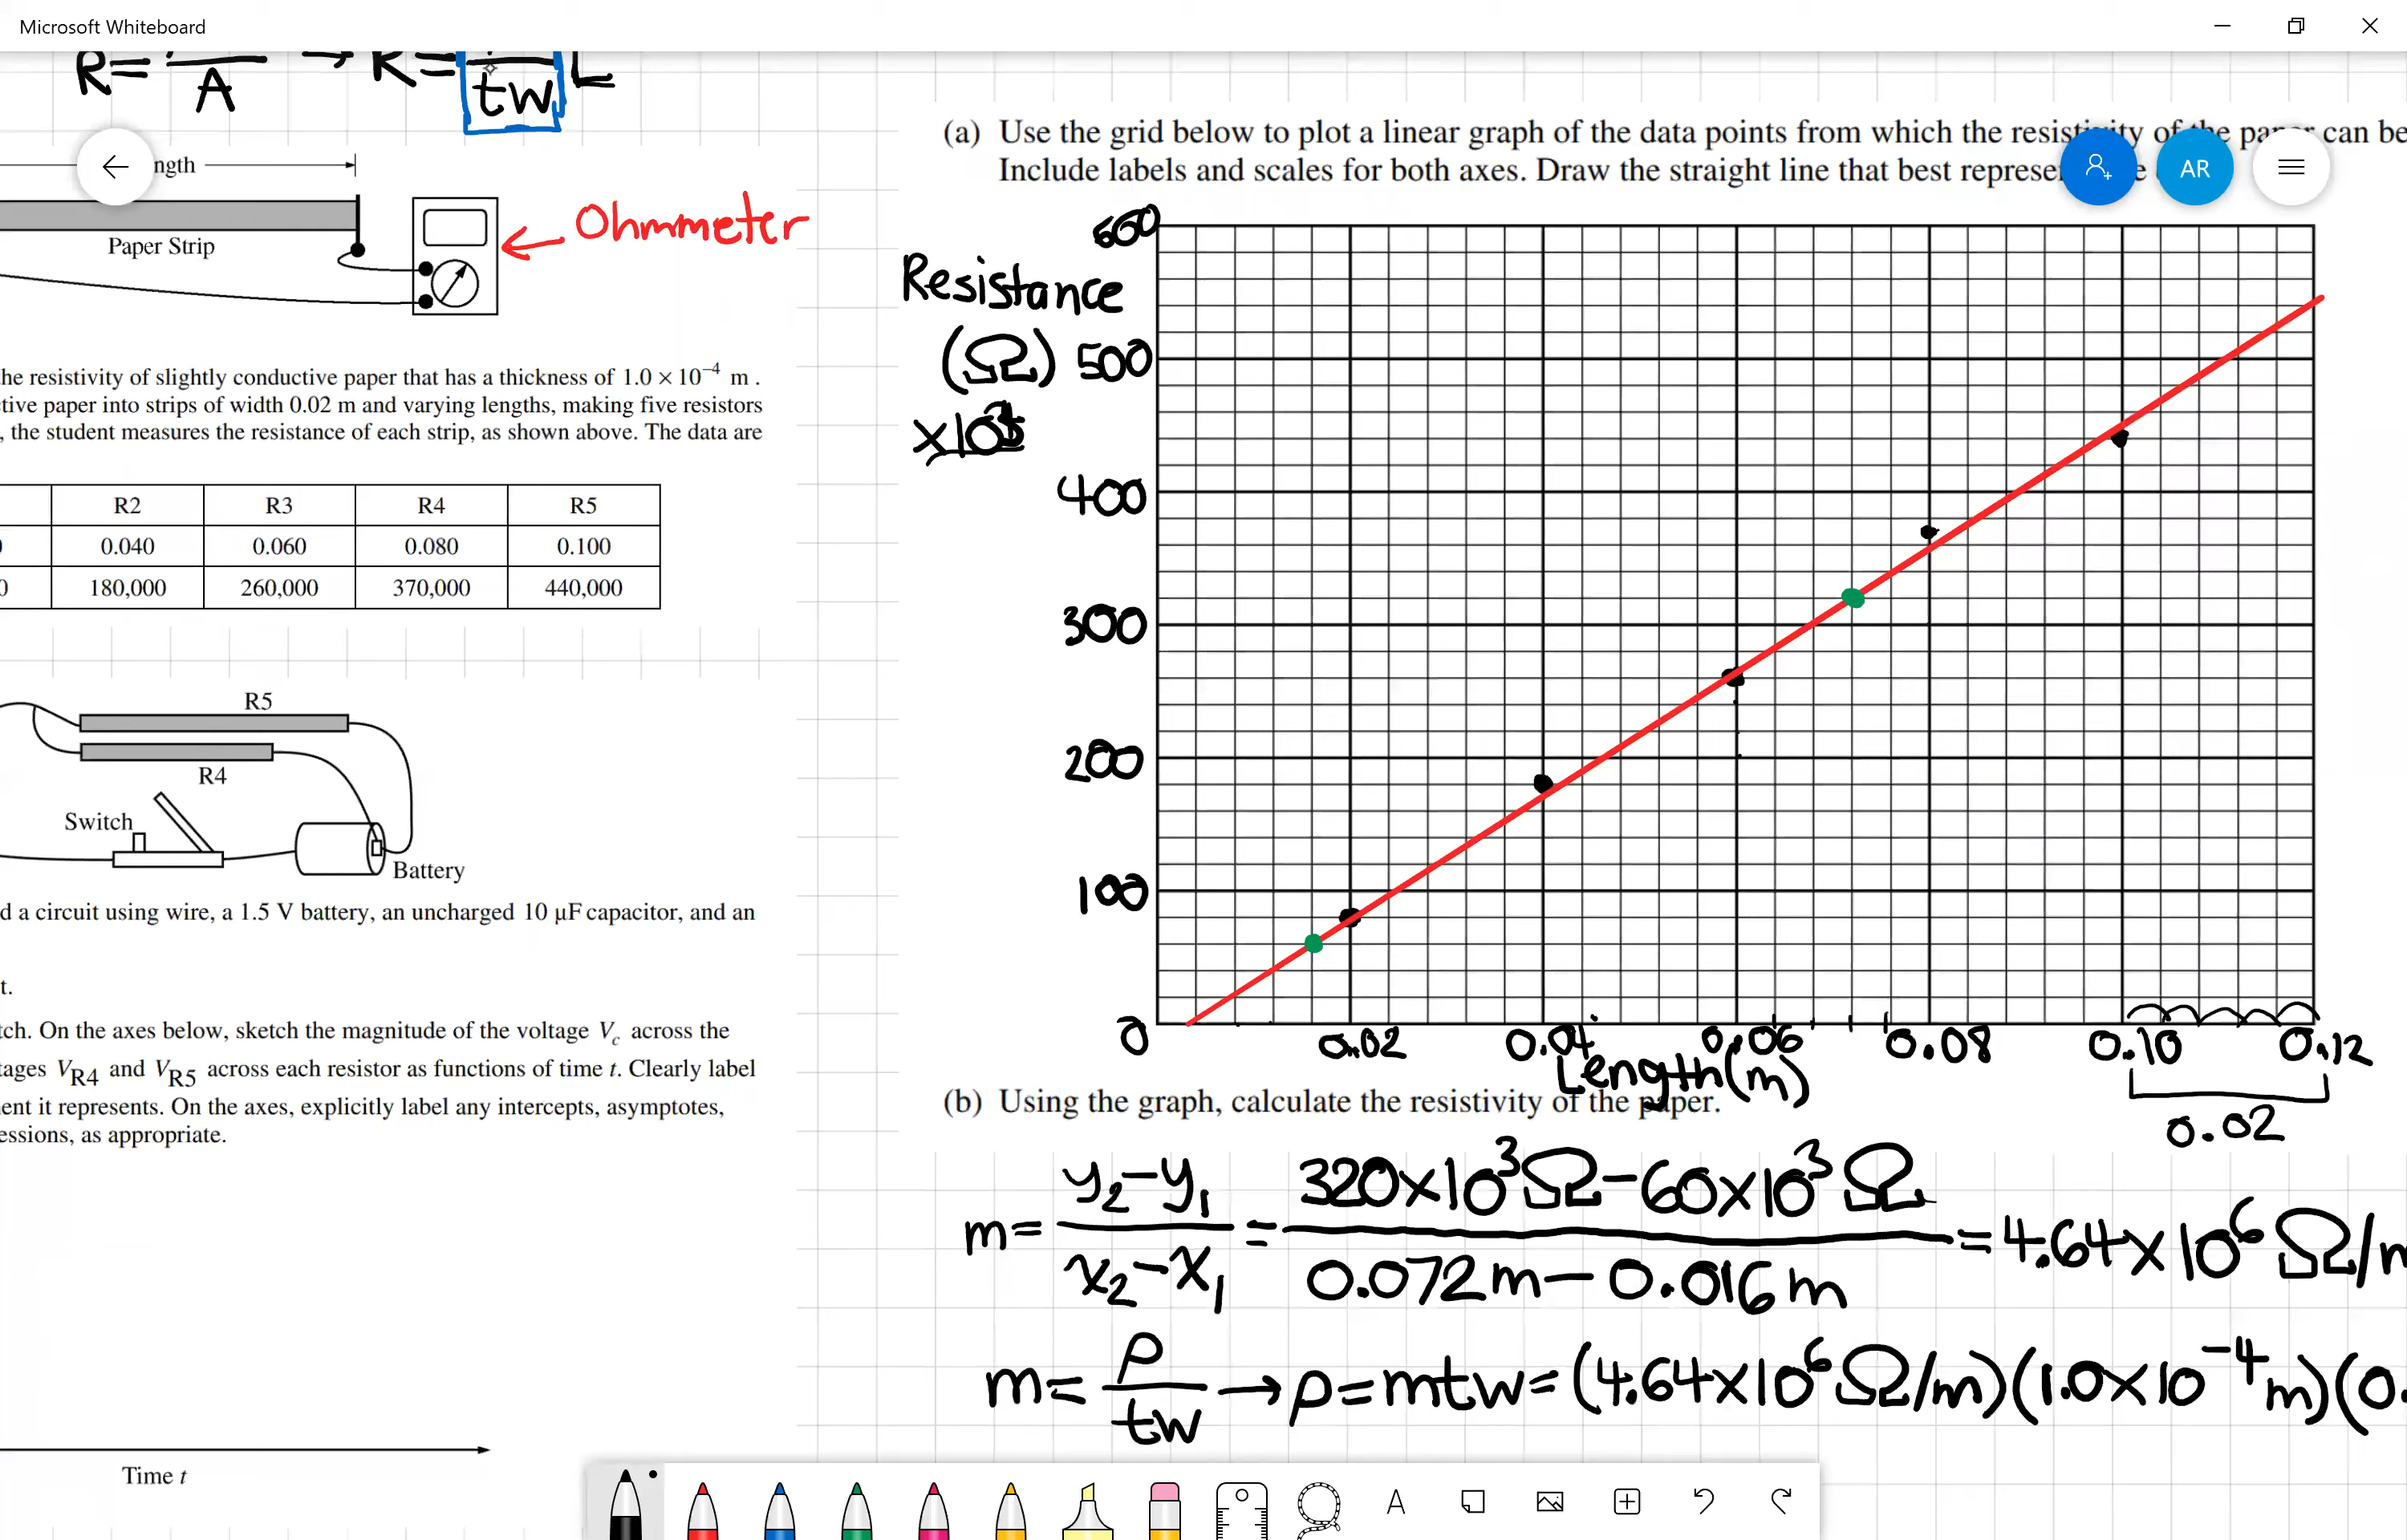 Microsoft Whiteboard
R= A → R= tw L
ngth
Paper Strip
Ohmmeter
he resistivity of slightly conductive paper that has a thickness of 1.0 × 10⁻⁴ m .
tive paper into strips of width 0.02 m and varying lengths, making five resistors
, the student measures the resistance of each strip, as shown above. The data are
R2 R3 R4 R5
0.040 0.060 0.080 0.100
0 180,000 260,000 370,000 440,000
R5
R4
Switch
Battery
d a circuit using wire, a 1.5 V battery, an uncharged 10 μF capacitor, and an
t.
tch. On the axes below, sketch the magnitude of the voltage Vc across the
tages VR4 and VR5 across each resistor as functions of time t. Clearly label
ent it represents. On the axes, explicitly label any intercepts, asymptotes,
essions, as appropriate.
Time t
(a) Use the grid below to plot a linear graph of the data points from which the resistivity of the paper can be
Include labels and scales for both axes. Draw the straight line that best represe
AR
600
Resistance
(Ω) 500
×10³
400
300
200
100
0 0.02 0.04 0.06 0.08 0.10 0.12
Length(m)
0.02
(b) Using the graph, calculate the resistivity of the paper.
m= y₂-y₁ / x₂-x₁ = 320×10³Ω-60×10³Ω / 0.072m-0.016m =4.64×10⁶Ω/m
m= ρ/tw → ρ=mtw=(4.64×10⁶Ω/m)(1.0×10⁻⁴m)(0.